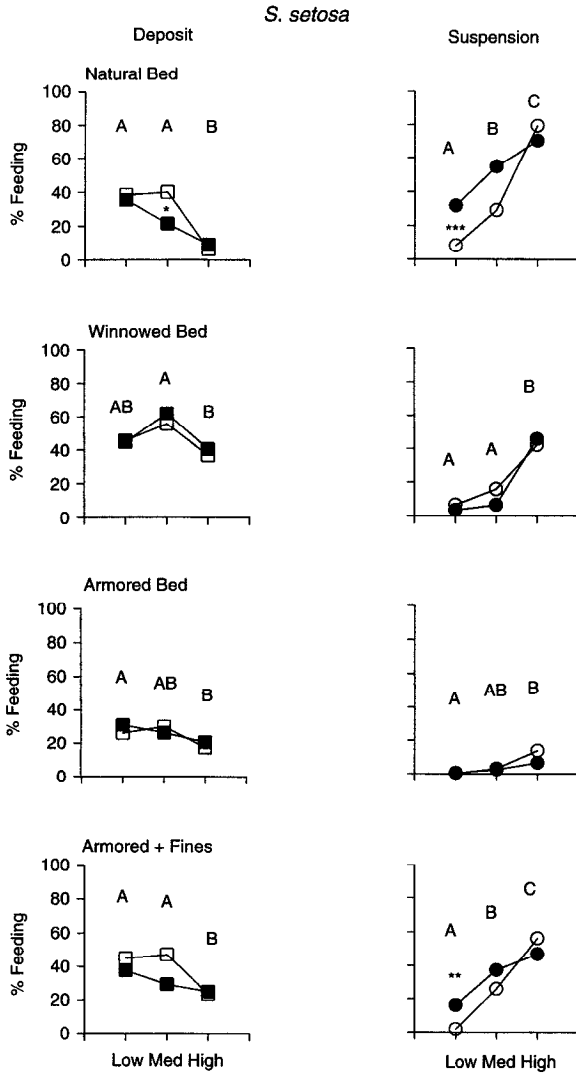 S. setosa
Deposit Suspension
Natural Bed
100
80 A A B
60
40
20 *
0
% Feeding
A B C
***
Winnowed Bed
100
80
60
40
20
0
% Feeding
AB A B
A A B
Armored Bed
100
80
60
40
20
0
% Feeding
A AB B
A AB B
Armored + Fines
100
80
60
40
20
0
% Feeding
A A B
A B C
**
Low Med High Low Med High